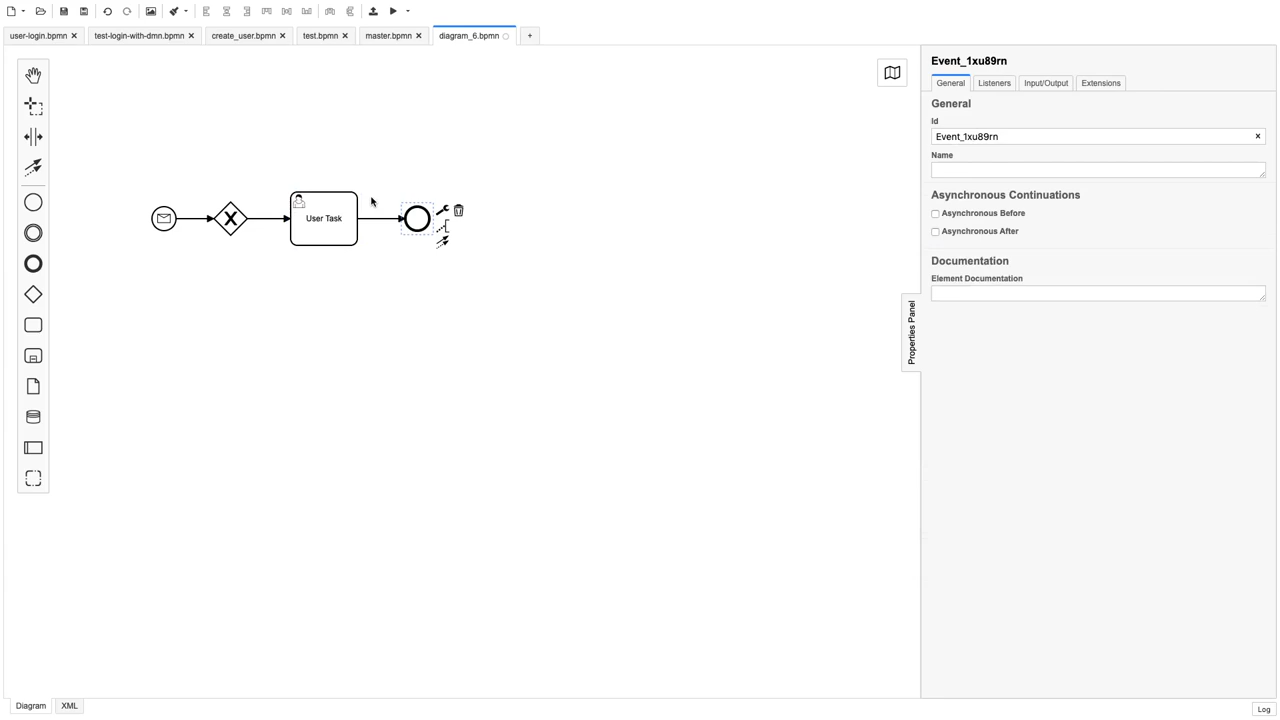 user-login.bpmn
test-login-with-dmn.bpmn
create_user.bpmn
test.bpmn
master.bpmn
diagram_6.bpmn
+
User Task
Properties Panel
Event_1xu89rn
General
Listeners
Input/Output
Extensions
General
Id
Event_1xu89rn
Name
Asynchronous Continuations
Asynchronous Before
Asynchronous After
Documentation
Element Documentation
Diagram
XML
Log